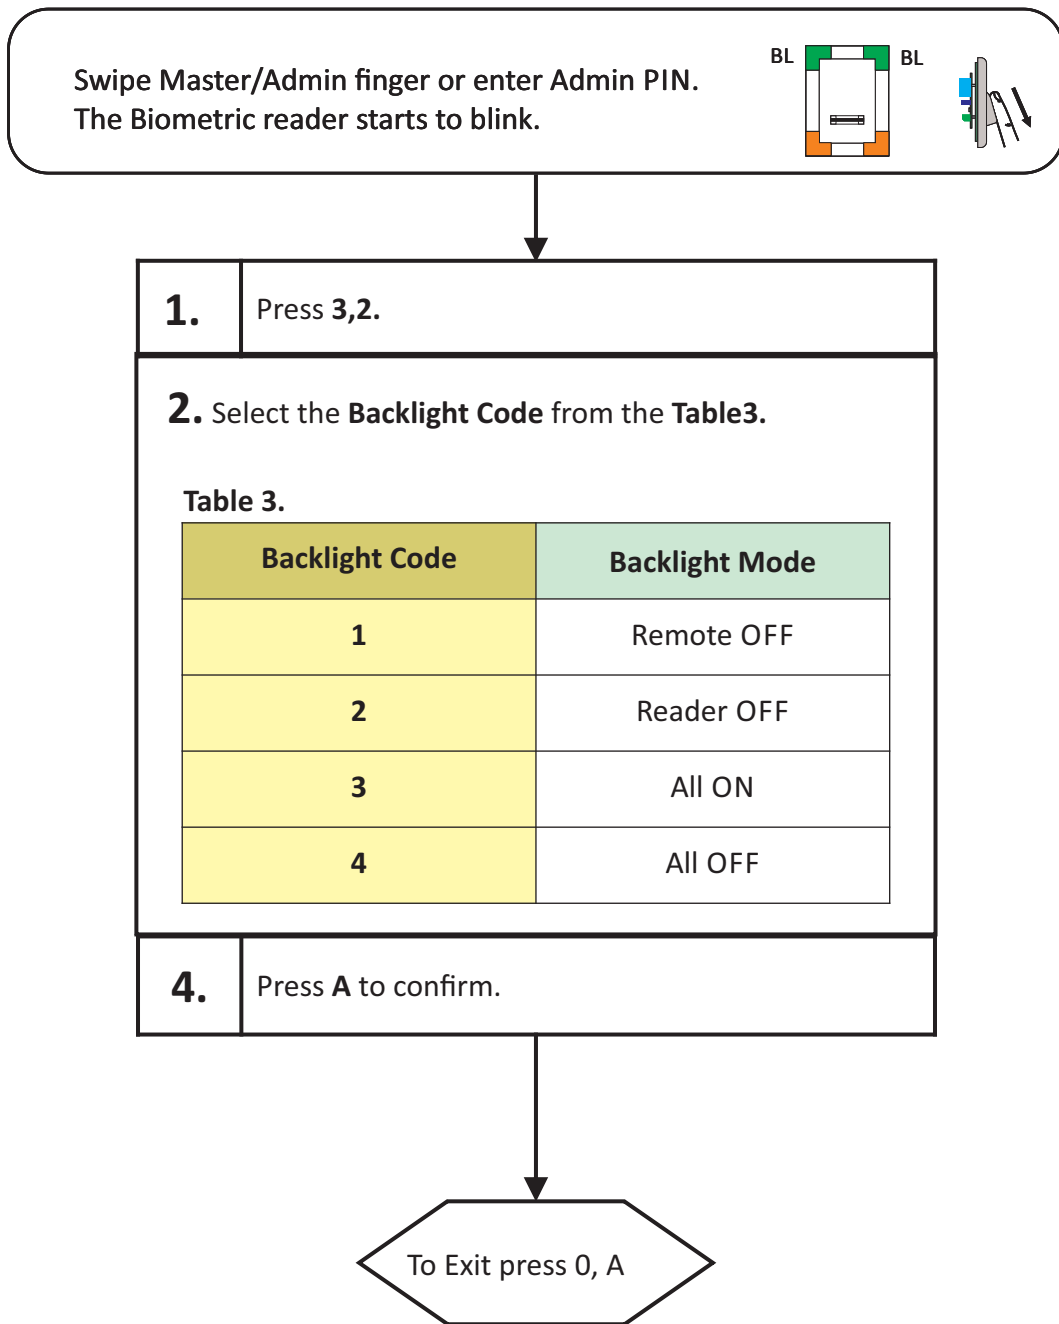 Swipe Master/Admin finger or enter Admin PIN.
The Biometric reader starts to blink.
BL BL
1. Press 3,2.
2. Select the Backlight Code from the Table3.
Table 3.
Backlight Code Backlight Mode
1 Remote OFF
2 Reader OFF
3 All ON
4 All OFF
4. Press A to confirm.
To Exit press 0, A